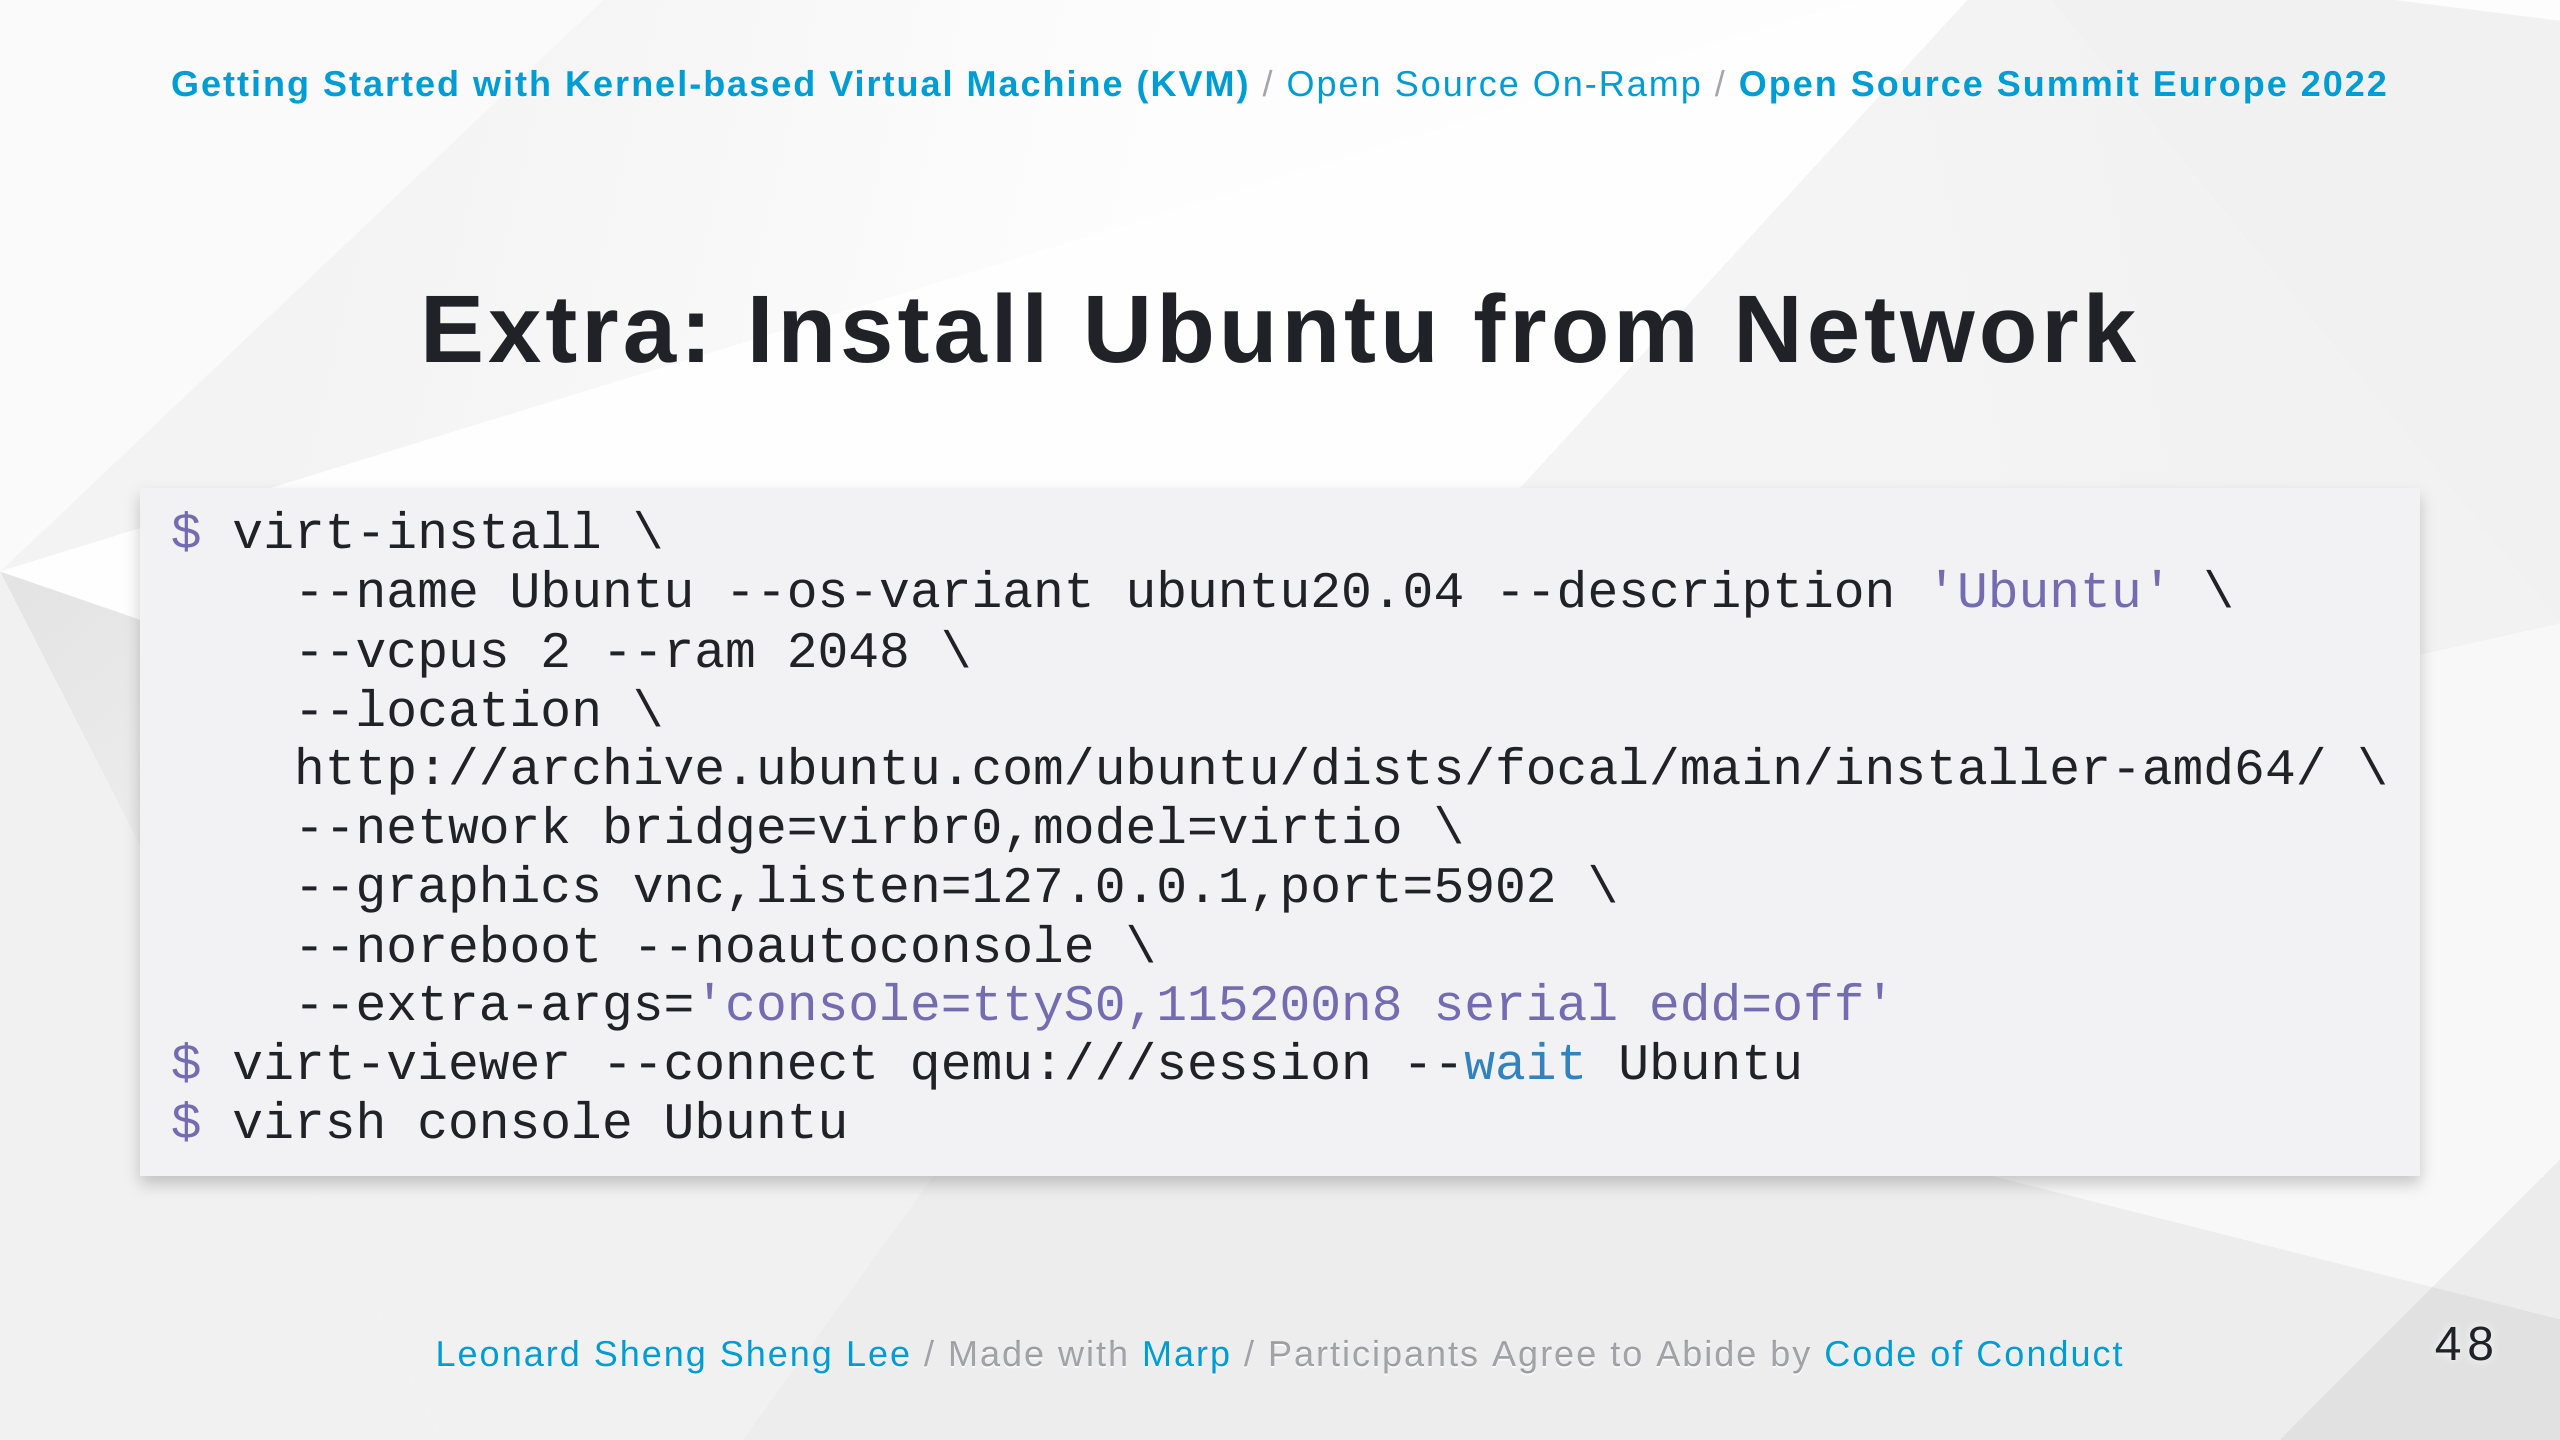 Getting Started with Kernel-based Virtual Machine (KVM) / Open Source On-Ramp / Open Source Summit Europe 2022
Extra: Install Ubuntu from Network
$ virt-install \
    --name Ubuntu --os-variant ubuntu20.04 --description 'Ubuntu' \
    --vcpus 2 --ram 2048 \
    --location \
    http://archive.ubuntu.com/ubuntu/dists/focal/main/installer-amd64/ \
    --network bridge=virbr0,model=virtio \
    --graphics vnc,listen=127.0.0.1,port=5902 \
    --noreboot --noautoconsole \
    --extra-args='console=ttyS0,115200n8 serial edd=off'
$ virt-viewer --connect qemu:///session --wait Ubuntu
$ virsh console Ubuntu
Leonard Sheng Sheng Lee / Made with Marp / Participants Agree to Abide by Code of Conduct
48